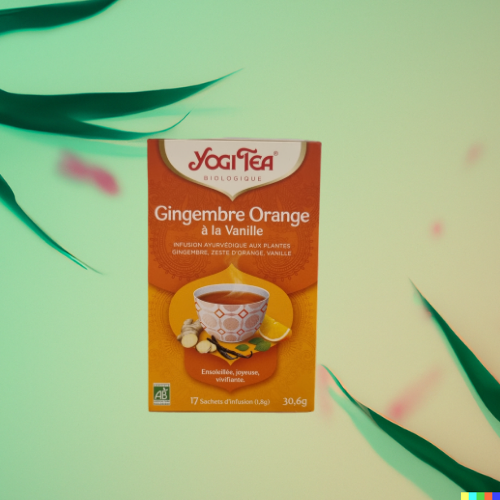 YOGI TEA®
BIOLOGIQUE
Gingembre Orange
à la Vanille
INFUSION AYURVÉDIQUE AUX PLANTES
GINGEMBRE, ZESTE D'ORANGE, VANILLE
Ensoleillée, joyeuse,
vivifiante.
AB
17 Sachets d'Infusion (1,8g)
30,6g